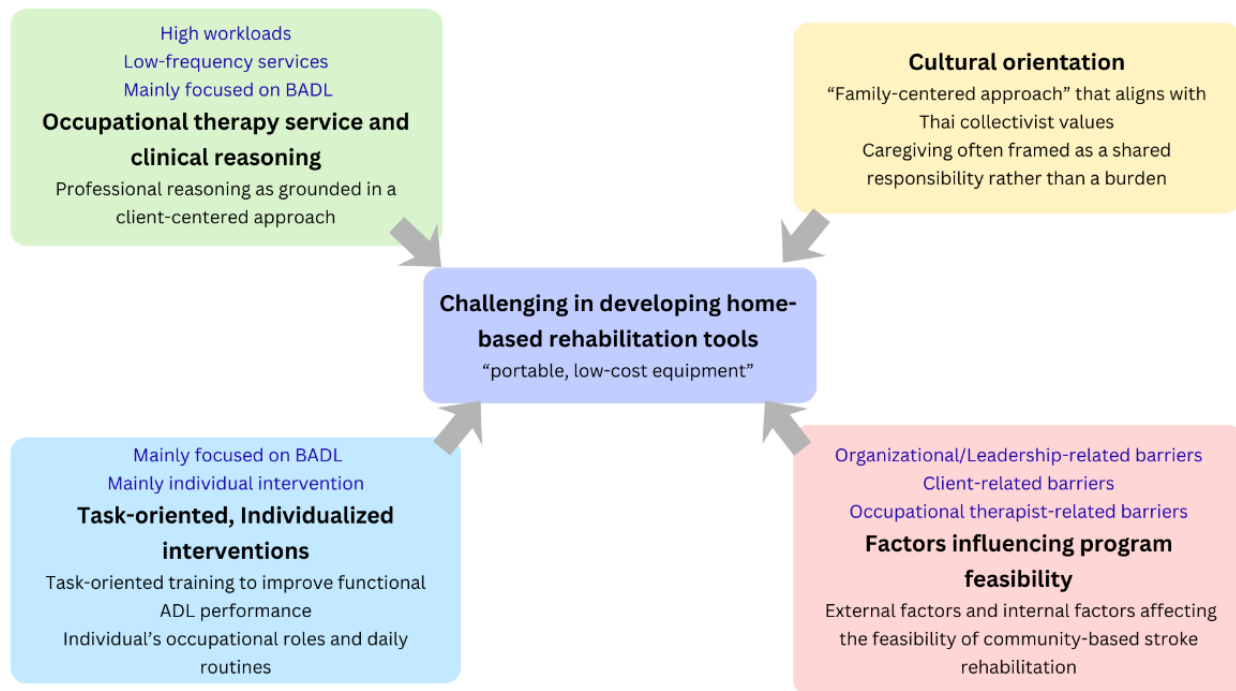 High workloads
Low-frequency services
Mainly focused on BADL
Occupational therapy service and
clinical reasoning
Professional reasoning as grounded in a
client-centered approach
Cultural orientation
“Family-centered approach” that aligns with
Thai collectivist values
Caregiving often framed as a shared
responsibility rather than a burden
Challenging in developing home-
based rehabilitation tools
“portable, low-cost equipment”
Mainly focused on BADL
Mainly individual intervention
Task-oriented, Individualized
interventions
Task-oriented training to improve functional
ADL performance
Individual’s occupational roles and daily
routines
Organizational/Leadership-related barriers
Client-related barriers
Occupational therapist-related barriers
Factors influencing program
feasibility
External factors and internal factors affecting
the feasibility of community-based stroke
rehabilitation